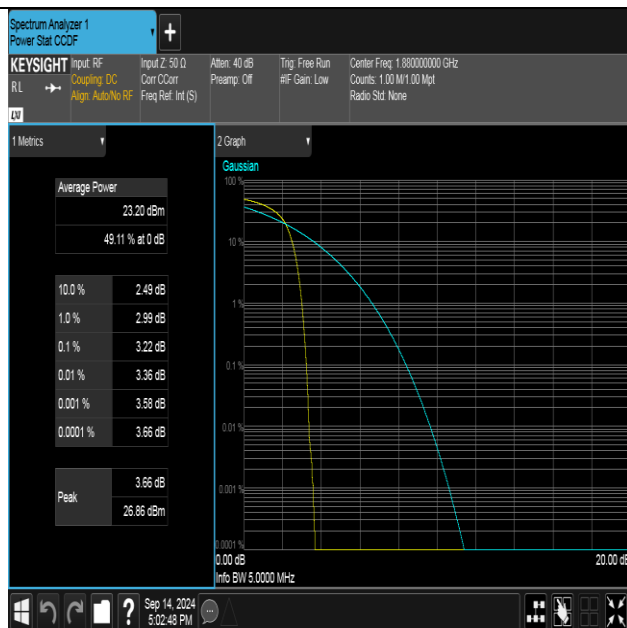 Spectrum Analyzer 1
Power Stat CCDF
+
KEYSIGHT
RL
LXI
Input: RF
Coupling: DC
Align: Auto/No RF
Input Z: 50 Ω
Corr CCorr
Freq Ref: Int (S)
Atten: 40 dB
Preamp: Off
Trig: Free Run
#IF Gain: Low
Center Freq: 1.880000000 GHz
Counts: 1.00 M/1.00 Mpt
Radio Std: None
1 Metrics
Average Power
23.20 dBm
49.11 % at 0 dB
10.0 % 2.49 dB
1.0 % 2.99 dB
0.1 % 3.22 dB
0.01 % 3.36 dB
0.001 % 3.58 dB
0.0001 % 3.66 dB
Peak
3.66 dB
26.86 dBm
2 Graph
Gaussian
100 %
10 %
1 %
0.1 %
0.01 %
0.001 %
0.0001 %
0.00 dB
20.00 dB
Info BW 5.0000 MHz
?
Sep 14, 2024
5:02:48 PM